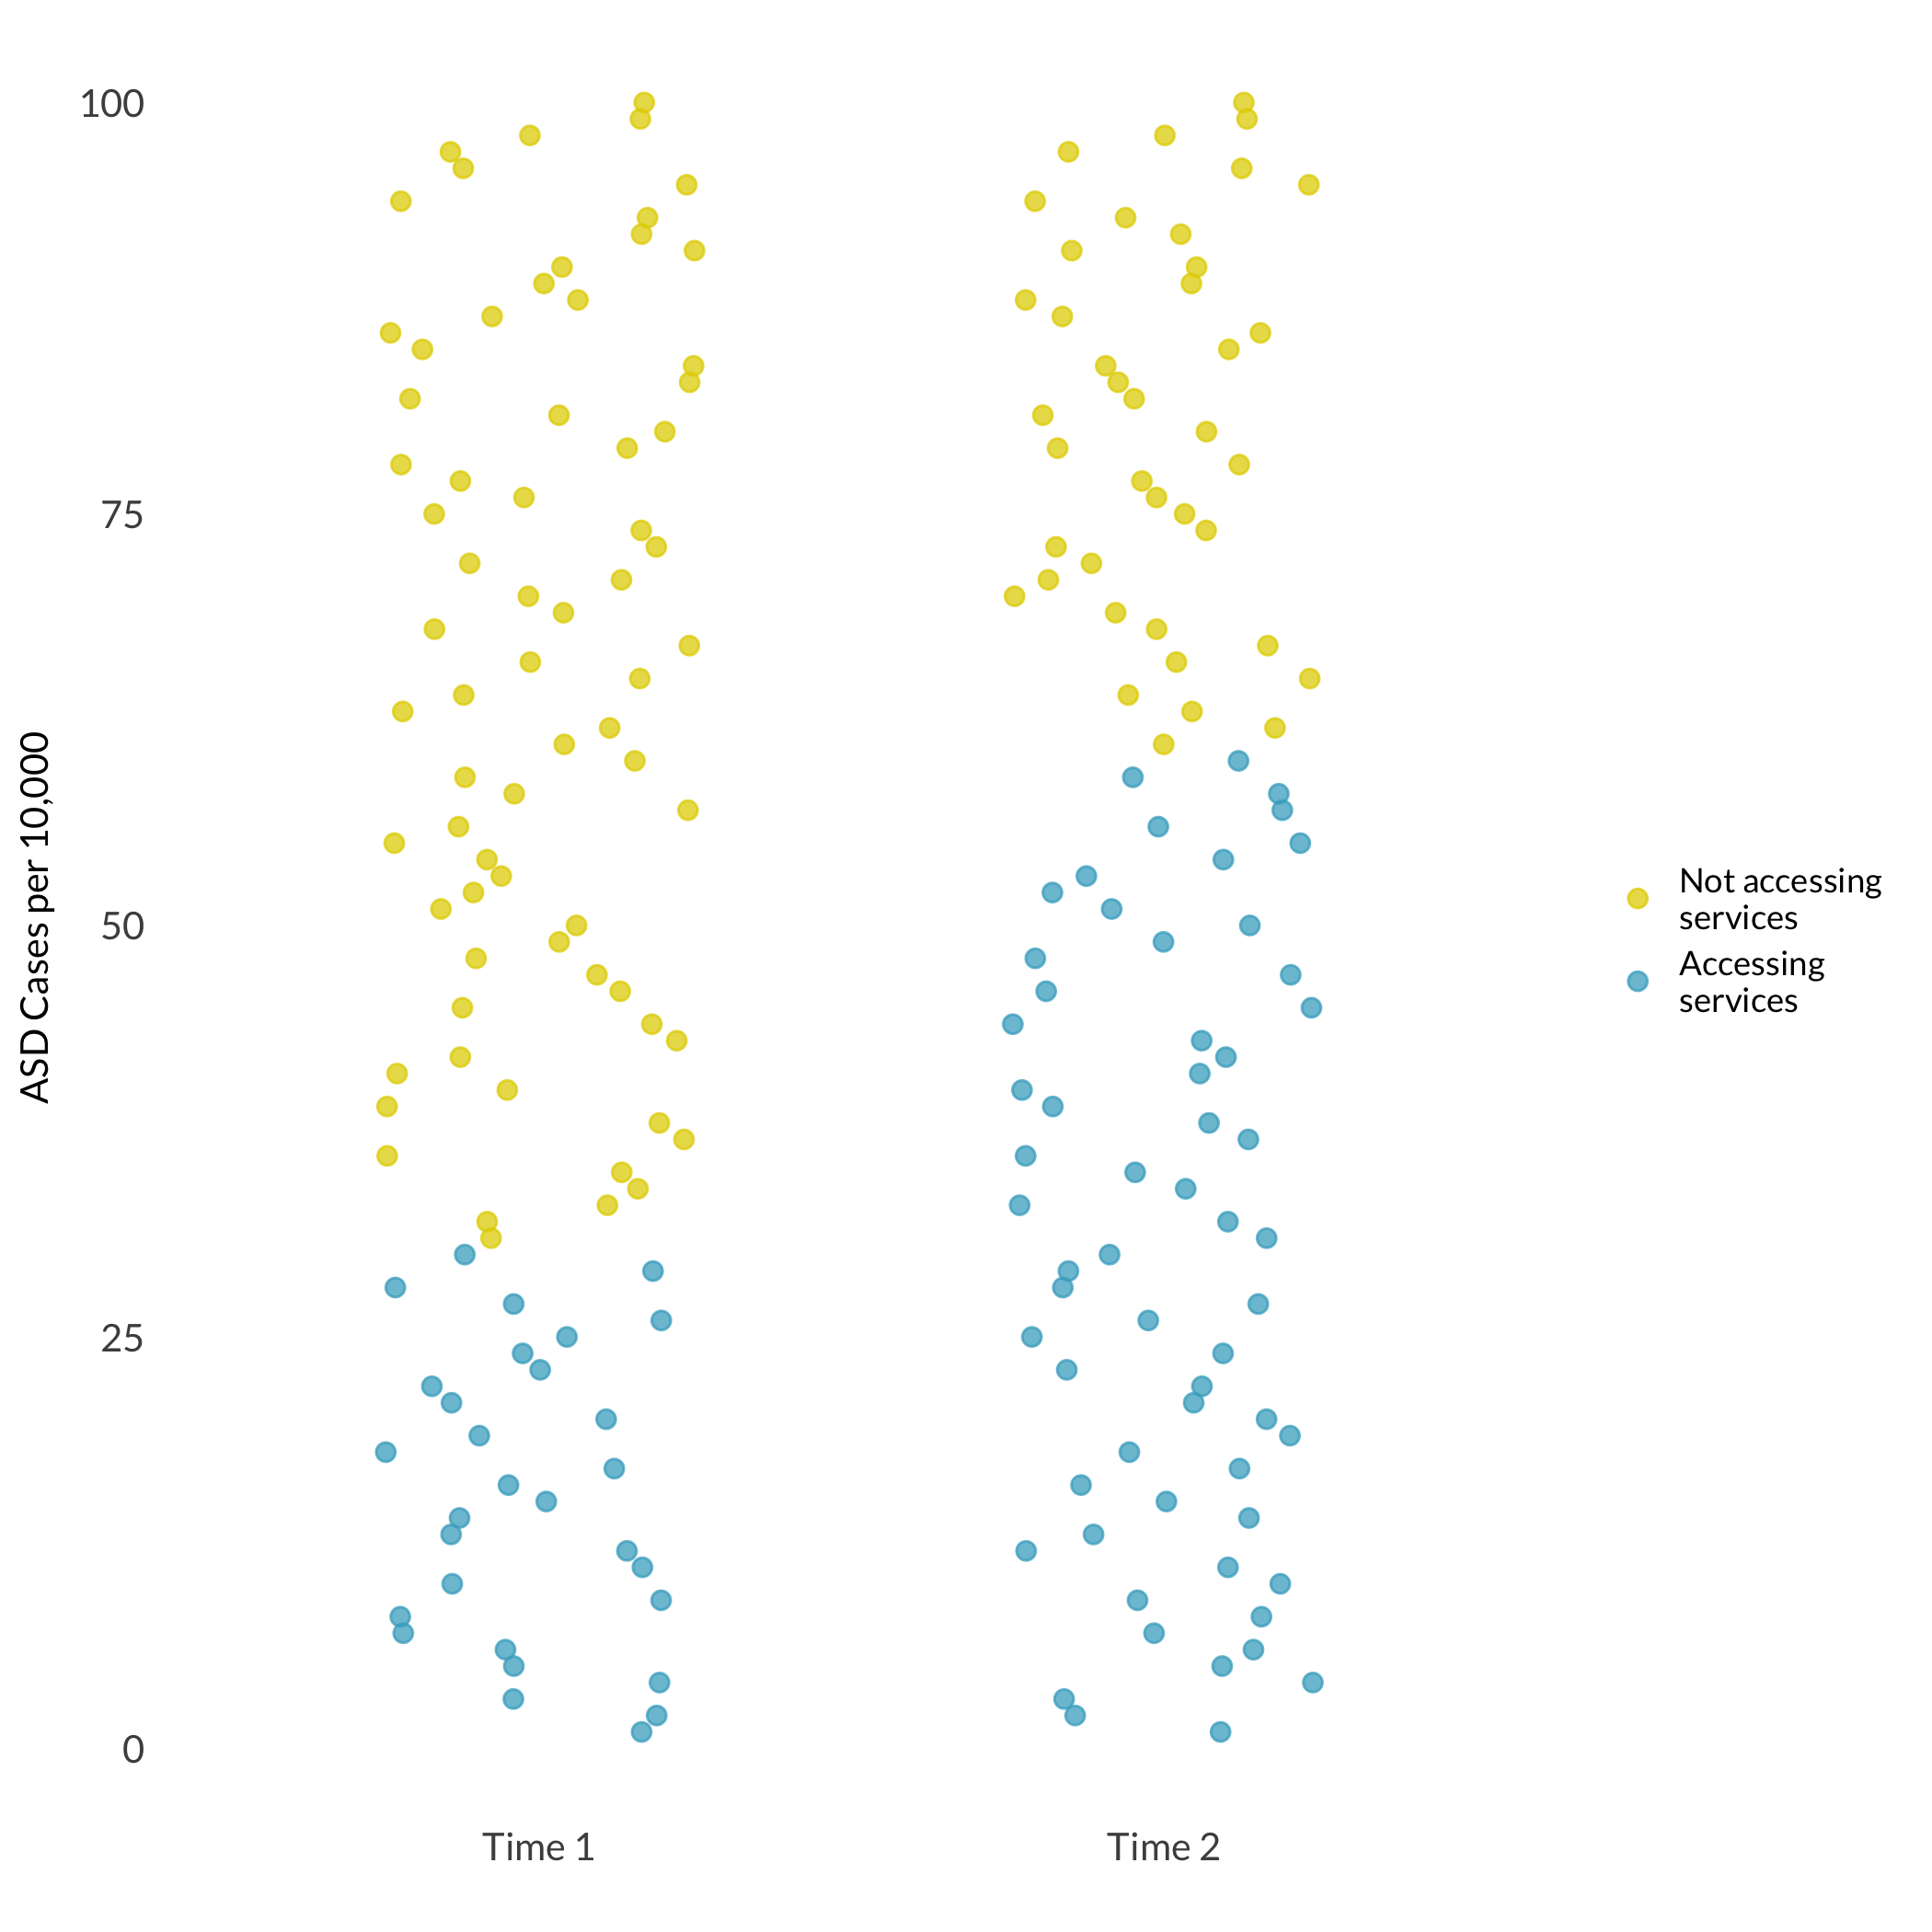 100
75
50
25
0
ASD Cases per 10,000
Time 1
Time 2
Not accessing
services
Accessing
services